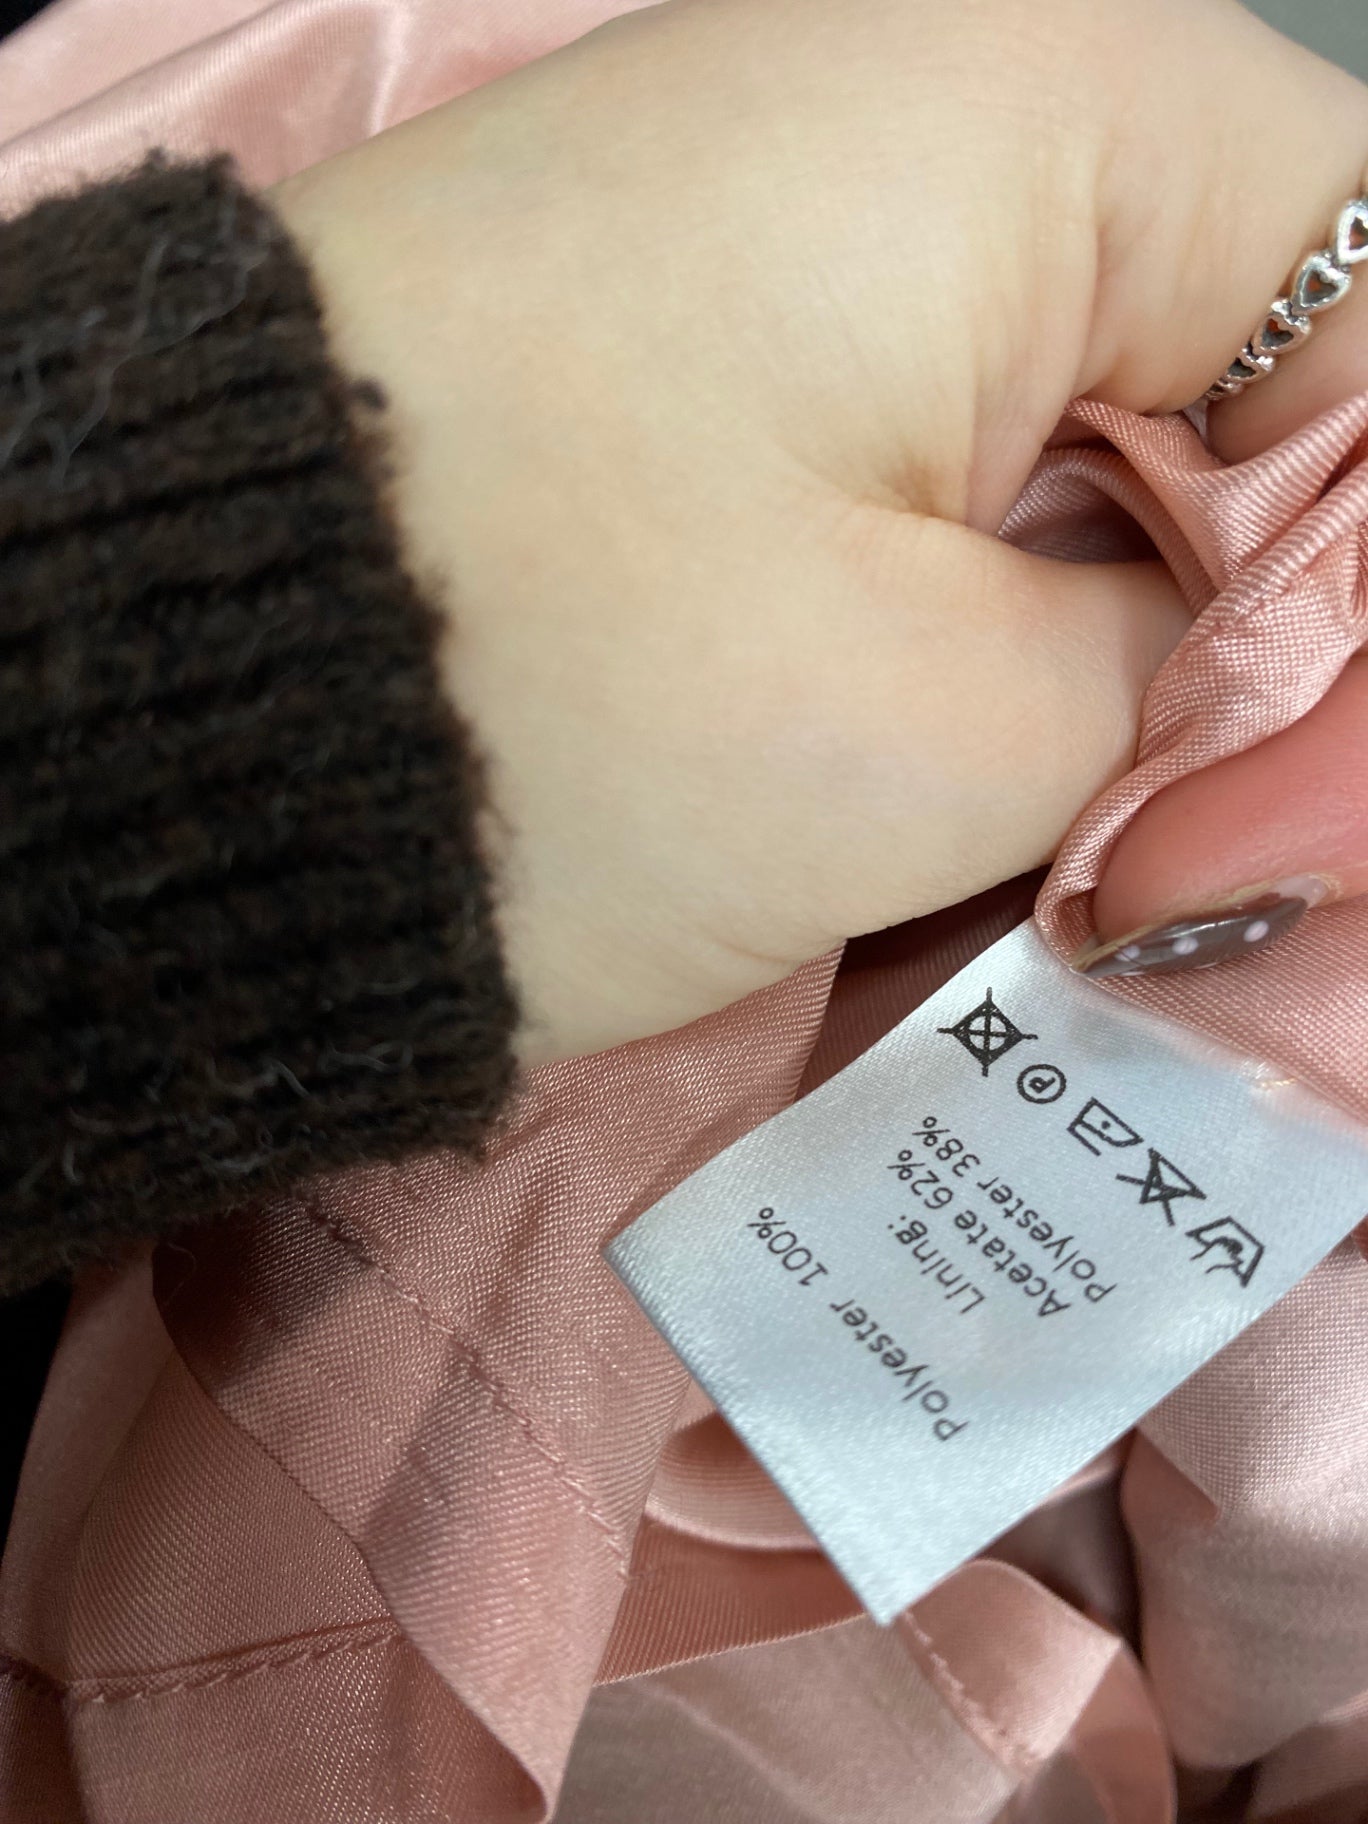 Polyester 100%
Lining:
Acetate 62%
Polyester 38%
P